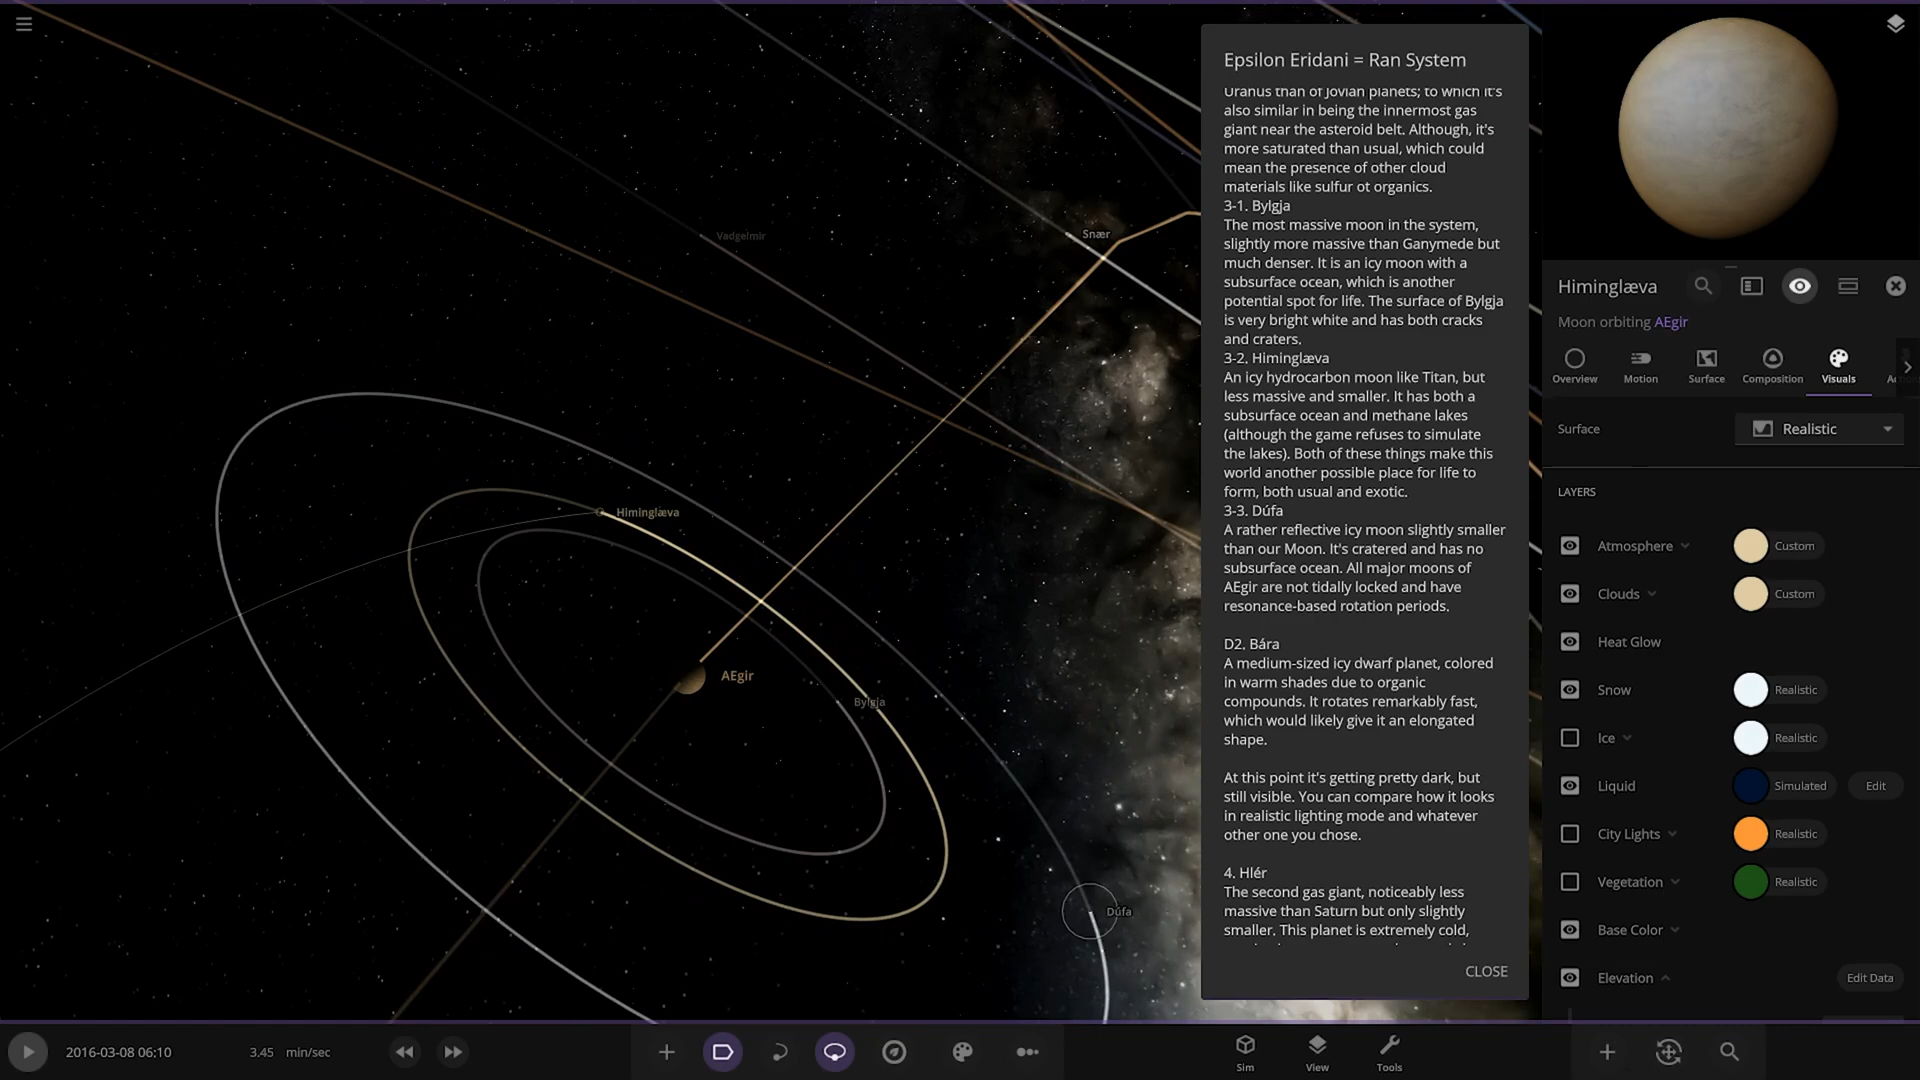 Epsilon Eridani = Ran System
Uranus than of Jovian planets; to which it's
also similar in being the innermost gas
giant near the asteroid belt. Although, it's
more saturated than usual, which could
mean the presence of other cloud
materials like sulfur ot organics.
3-1. Bylgja
The most massive moon in the system,
slightly more massive than Ganymede but
much denser. It is an icy moon with a
subsurface ocean, which is another
potential spot for life. The surface of Bylgja
is very bright white and has both cracks
and craters.
3-2. Himinglæva
An icy hydrocarbon moon like Titan, but
less massive and smaller. It has both a
subsurface ocean and methane lakes
(although the game refuses to simulate
the lakes). Both of these things make this
world another possible place for life to
form, both usual and exotic.
3-3. Dúfa
A rather reflective icy moon slightly smaller
than our Moon. It's cratered and has no
subsurface ocean. All major moons of
AEgir are not tidally locked and have
resonance-based rotation periods.
D2. Bára
A medium-sized icy dwarf planet, colored
in warm shades due to organic
compounds. It rotates remarkably fast,
which would likely give it an elongated
shape.
At this point it's getting pretty dark, but
still visible. You can compare how it looks
in realistic lighting mode and whatever
other one you chose.
4. Hlér
The second gas giant, noticeably less
massive than Saturn but only slightly
smaller. This planet is extremely cold,
CLOSE
Vadgelmir
Snær
Himinglæva
AEgir
Bylgja
Dúfa
Himinglæva
Moon orbiting AEgir
Overview
Motion
Surface
Composition
Visuals
Surface
Realistic
LAYERS
Atmosphere
Custom
Clouds
Custom
Heat Glow
Snow
Realistic
Ice
Realistic
Liquid
Simulated
Edit
City Lights
Realistic
Vegetation
Realistic
Base Color
Elevation
Edit Data
2016-03-08 06:10
3.45 min/sec
Sim
View
Tools